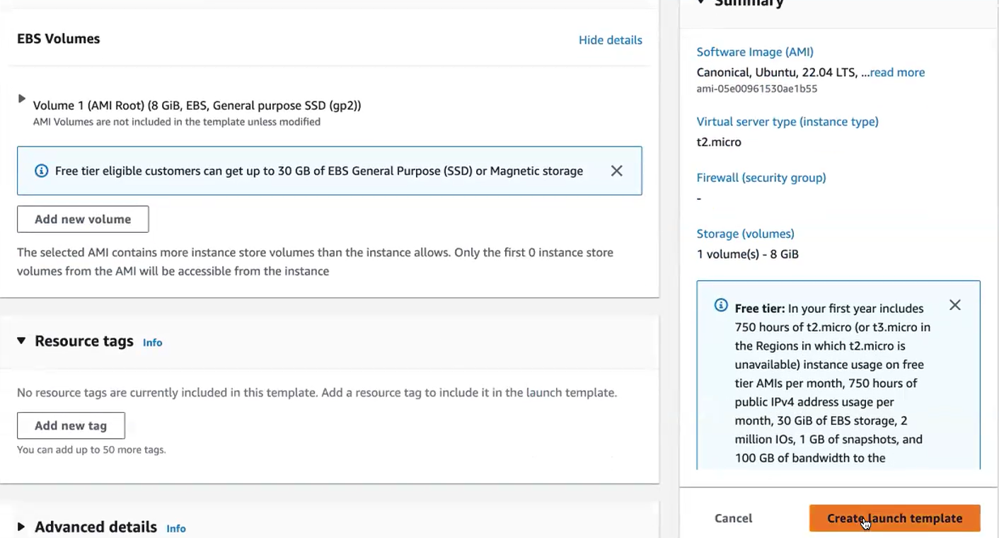 EBS Volumes
Hide details
Volume 1 (AMI Root) (8 GiB, EBS, General purpose SSD (gp2))
AMI Volumes are not included in the template unless modified
Free tier eligible customers can get up to 30 GB of EBS General Purpose (SSD) or Magnetic storage
Add new volume
The selected AMI contains more instance store volumes than the instance allows. Only the first 0 instance store
volumes from the AMI will be accessible from the instance
Resource tags Info
No resource tags are currently included in this template. Add a resource tag to include it in the launch template.
Add new tag
You can add up to 50 more tags.
Advanced details Info
Summary
Software Image (AMI)
Canonical, Ubuntu, 22.04 LTS, ...read more
ami-05e00961530ae1b55
Virtual server type (instance type)
t2.micro
Firewall (security group)
-
Storage (volumes)
1 volume(s) - 8 GiB
Free tier: In your first year includes
750 hours of t2.micro (or t3.micro in
the Regions in which t2.micro is
unavailable) instance usage on free
tier AMIs per month, 750 hours of
public IPv4 address usage per
month, 30 GiB of EBS storage, 2
million IOs, 1 GB of snapshots, and
100 GB of bandwidth to the
Cancel
Create launch template